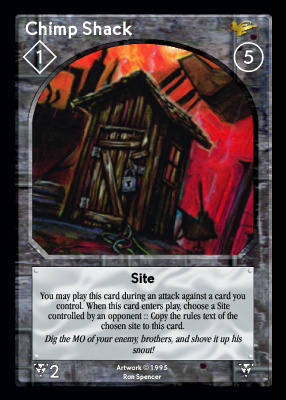 Chimp Shack
1
5
Site
You may play this card during an attack against a card you
control. When this card enters play, choose a Site
controlled by an opponent :: Copy the rules text of the
chosen site to this card.
Dig the MO of your enemy, brothers, and shove it up his
snout!
2
Artwork © 1995
Ron Spencer